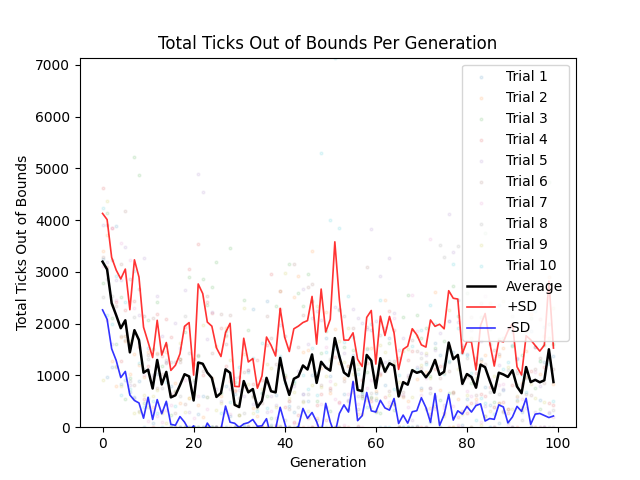 Total Ticks Out of Bounds Per Generation
Total Ticks Out of Bounds
7000
6000
5000
4000
3000
2000
1000
0
0
20
40
60
80
100
Generation
Trial 1
Trial 2
Trial 3
Trial 4
Trial 5
Trial 6
Trial 7
Trial 8
Trial 9
Trial 10
Average
+SD
-SD